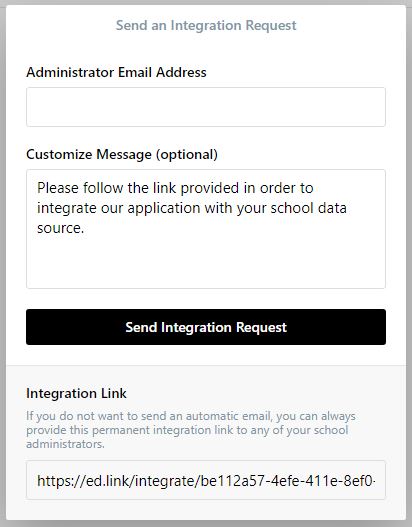 Send an Integration Request
Administrator Email Address
Customize Message (optional)
Please follow the link provided in order to
integrate our application with your school data
source.
Send Integration Request
Integration Link
If you do not want to send an automatic email, you can always
provide this permanent integration link to any of your school
administrators.
https://ed.link/integrate/be112a57-4efe-411e-8ef0-